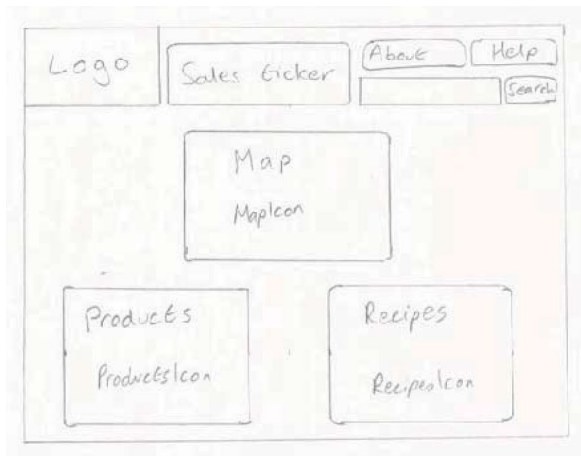 Logo
Sales ticker
About
Help
Search
Map
MapIcon
Products
ProductsIcon
Recipes
RecipesIcon